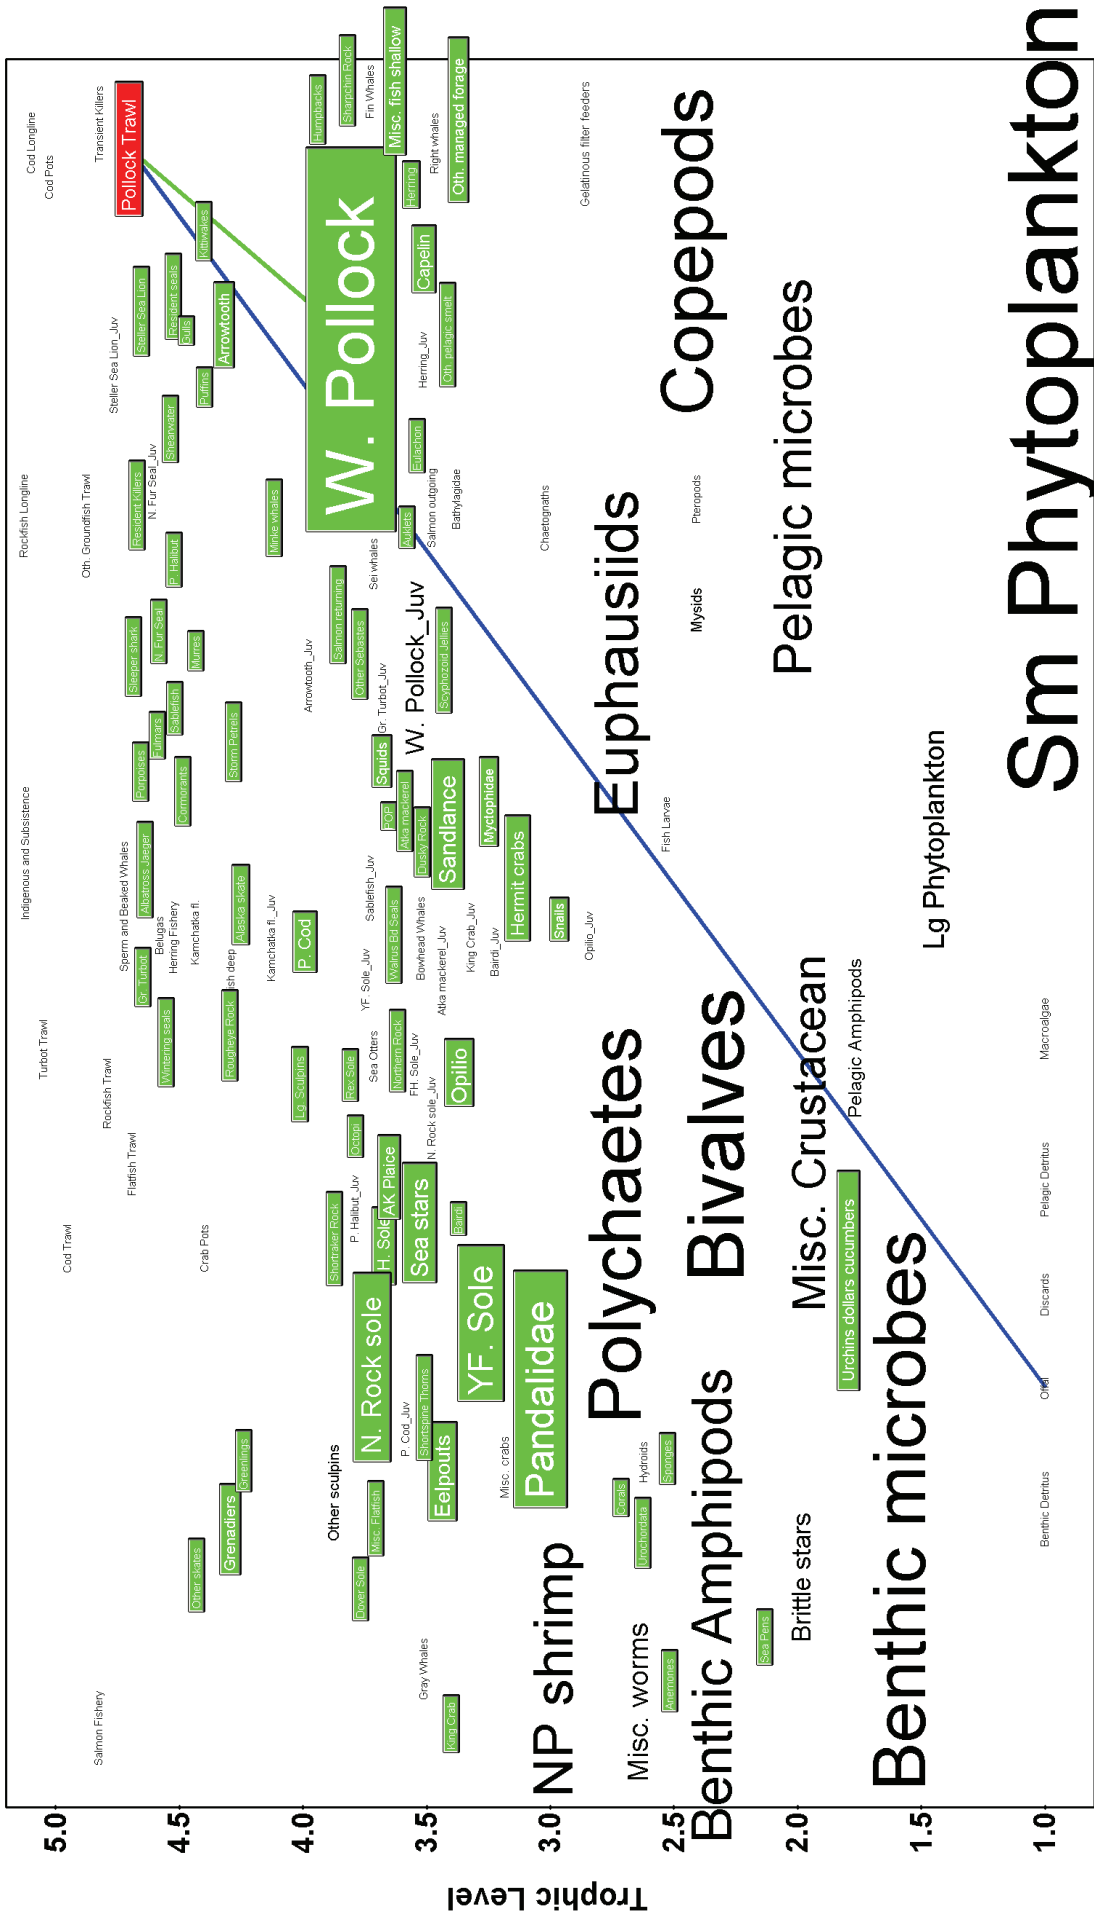 Cod Longline
Cod Pots
Rockfish Longline
Indigenous and Subsistence
Turbot Trawl
Cod Trawl
Transient Killers
Pollock Trawl
Oth. Groundfish Trawl
Rockfish Trawl
Flatfish Trawl
Salmon Fishery
Steller Sea Lion_Juv
Steller Sea Lion
Resident seals
Gulls
Kittiwakes
Arrowtooth
Puffins
Shearwater
Resident Killers
N. Fur Seal_Juv
P. Halibut
Sleeper shark
N. Fur Seal
Murres
Sablefish
Fulmars
Porpoises
Cormorants
Storm Petrels
Sperm and Beaked Whales
Albatross Jaeger
Belugas
Herring Fishery
Kamchatka fl.
Alaska skate
Gr. Turbot
Wintering seals
ish deep
Rougheye Rock
Crab Pots
Greenlings
Grenadiers
Other skates
Minke whales
Kamchatka fl_Juv
P. Cod
Lg. Sculpins
Humpbacks
Sharpchin Rock
Fin Whales
Misc. fish shallow
W. Pollock
Herring
Right whales
Oth. managed forage
Capelin
Herring_Juv
Oth. pelagic smelt
Eulachon
Auklets
Salmon outgoing
Bathylagidae
Sei whales
Salmon returning
Other Sebastes
Arrowtooth_Juv
Gr. Turbot_Juv
W. Pollock_Juv
Scyphozoid Jellies
Squids
POP
Atka mackerel
Dusky Rock
Sandlance
Myctophidae
Hermit crabs
Snails
Sablefish_Juv
Walrus Bd Seals
Bowhead Whales
YF. Sole_Juv
Atka mackerel_Juv
King Crab_Juv
Bairdi_Juv
Opilio_Juv
Sea Otters
Northern Rock
FH. Sole_Juv
Opilio
Rex Sole
Octopi
N. Rock sole_Juv
AK Plaice
P. Halibut_Juv
H. Sole
Sea stars
Bairdi
Shortraker Rock
N. Rock sole
YF. Sole
Pandalidae
P. Cod_Juv
Shortspine Thorns
Eelpouts
Misc. crabs
Other sculpins
Misc. Flatfish
Dover Sole
Gray Whales
King Crab
NP shrimp
Gelatinous filter feeders
Chaetognaths
Copepods
Pteropods
Mysids
Euphausiids
Fish Larvae
Polychaetes
Bivalves
Hydroids
Sponges
Corals
Urochordata
Misc. worms
Anemones
Benthic Amphipods
Pelagic microbes
Misc. Crustacean
Pelagic Amphipods
Urchins dollars cucumbers
Brittle stars
Sea Pens
Benthic microbes
Lg Phytoplankton
Sm Phytoplankton
Macroalgae
Pelagic Detritus
Discards
Offal
Benthic Detritus
5.0
4.5
4.0
3.5
3.0
2.5
2.0
1.5
1.0
Trophic Level